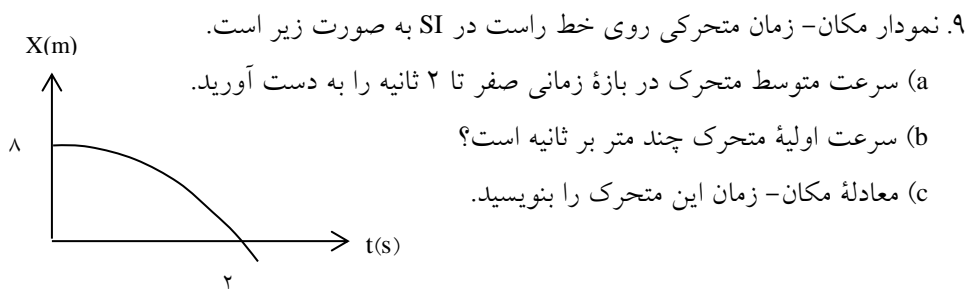 ۹. نمودار مکان- زمان متحرکی روی خط راست در SI به صورت زیر است.
a) سرعت متوسط متحرک در بازهٔ زمانی صفر تا ۲ ثانیه را به دست آورید.
b) سرعت اولیهٔ متحرک چند متر بر ثانیه است؟
c) معادلهٔ مکان- زمان این متحرک را بنویسید.
X(m)
۸
t(s)
۲